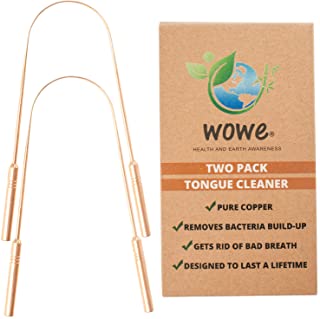 wowe®
HEALTH AND EARTH AWARENESS
TWO PACK
TONGUE CLEANER
PURE COPPER
REMOVES BACTERIA BUILD-UP
GETS RID OF BAD BREATH
DESIGNED TO LAST A LIFETIME